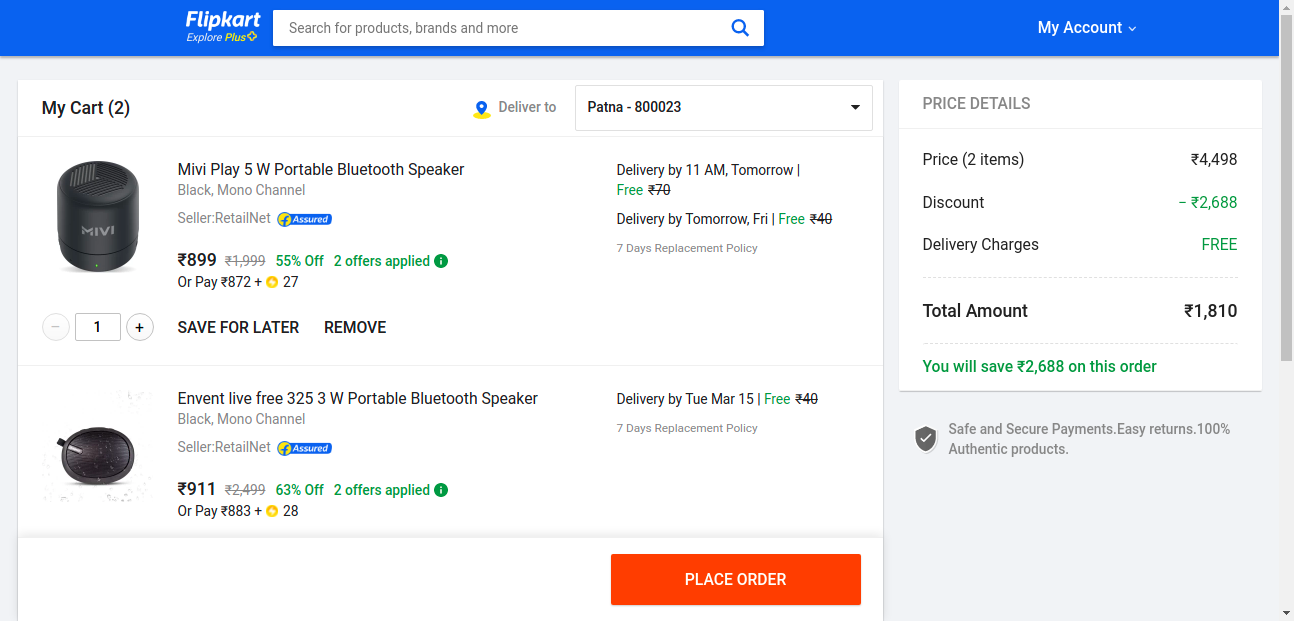 Flipkart
Explore Plus
Search for products, brands and more
My Account
My Cart (2)
Deliver to
Patna - 800023
MIVI
Mivi Play 5 W Portable Bluetooth Speaker
Black, Mono Channel
Seller:RetailNet f Assured
₹899 ₹1,999 55% Off 2 offers applied i
Or Pay ₹872 + 27
Delivery by 11 AM, Tomorrow |
Free ₹70
Delivery by Tomorrow, Fri | Free ₹40
7 Days Replacement Policy
− 1 +
SAVE FOR LATER REMOVE
Envent live free 325 3 W Portable Bluetooth Speaker
Black, Mono Channel
Seller:RetailNet f Assured
₹911 ₹2,499 63% Off 2 offers applied i
Or Pay ₹883 + 28
Delivery by Tue Mar 15 | Free ₹40
7 Days Replacement Policy
PLACE ORDER
PRICE DETAILS
Price (2 items) ₹4,498
Discount − ₹2,688
Delivery Charges FREE
Total Amount ₹1,810
You will save ₹2,688 on this order
Safe and Secure Payments.Easy returns.100%
Authentic products.